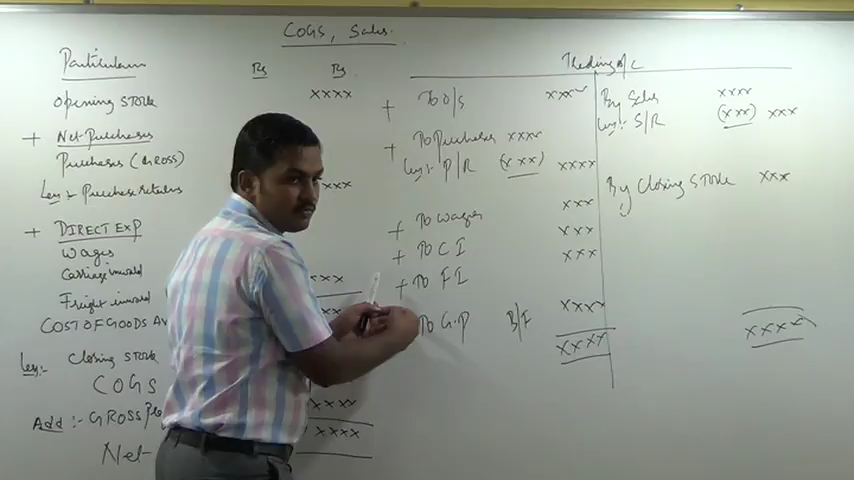 COGS, Sales.
Particulars Rs Rs
Opening stock xxxx
+ Net purchases
Purchases (GROSS)
Less:- Purchase returns xxx
+ DIRECT EXP
Wages
Carriage inward xxx
Freight inward xx
COST OF GOODS AV
Less:- Closing stock
COGS
Add:- GROSS xxxx
Net- xxxx
Trading A/C
+ To O/S xxxx
+ To Purchases xxxx
Less:- P/R (xxx) xxxx
xxx
+ To wages xxx
+ To C I xxx
+ To F I
To G.P B/F xxxx
xxxx
By Sales xxxx
Less:- S/R (xxx) xxx
By Closing stock xxx
xxxx